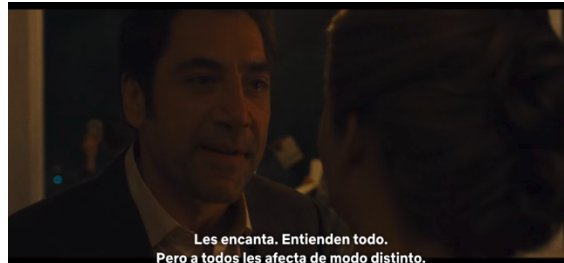 Les encanta. Entienden todo.
Pero a todos les afecta de modo distinto.